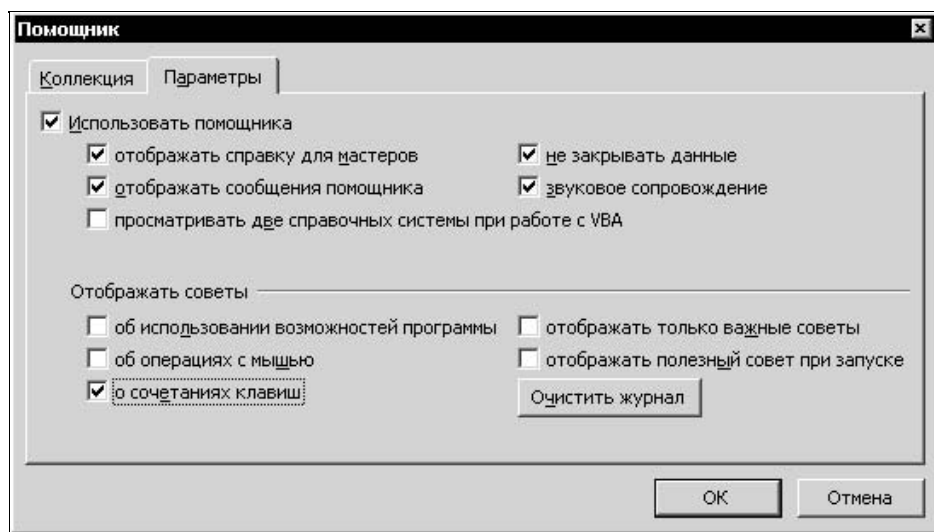 Помощник
Коллекция Параметры
Использовать помощника
отображать справку для мастеров не закрывать данные
отображать сообщения помощника звуковое сопровождение
просматривать две справочных системы при работе с VBA
Отображать советы
об использовании возможностей программы отображать только важные советы
об операциях с мышью отображать полезный совет при запуске
о сочетаниях клавиш Очистить журнал
ОК Отмена